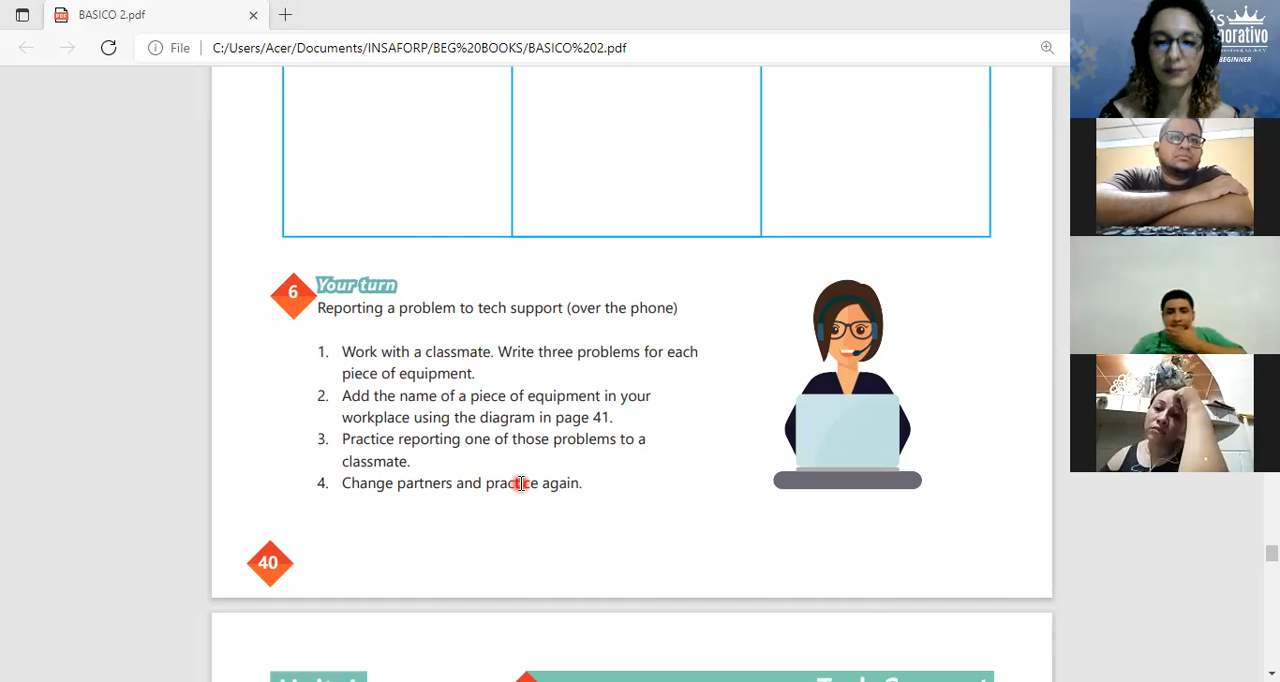 BASICO 2.pdf
File C:/Users/Acer/Documents/INSAFORP/BEG%20BOOKS/BASICO%202.pdf
BEGINNER
6
Your turn
Reporting a problem to tech support (over the phone)
1. Work with a classmate. Write three problems for each
piece of equipment.
2. Add the name of a piece of equipment in your
workplace using the diagram in page 41.
3. Practice reporting one of those problems to a
classmate.
4. Change partners and practice again.
40